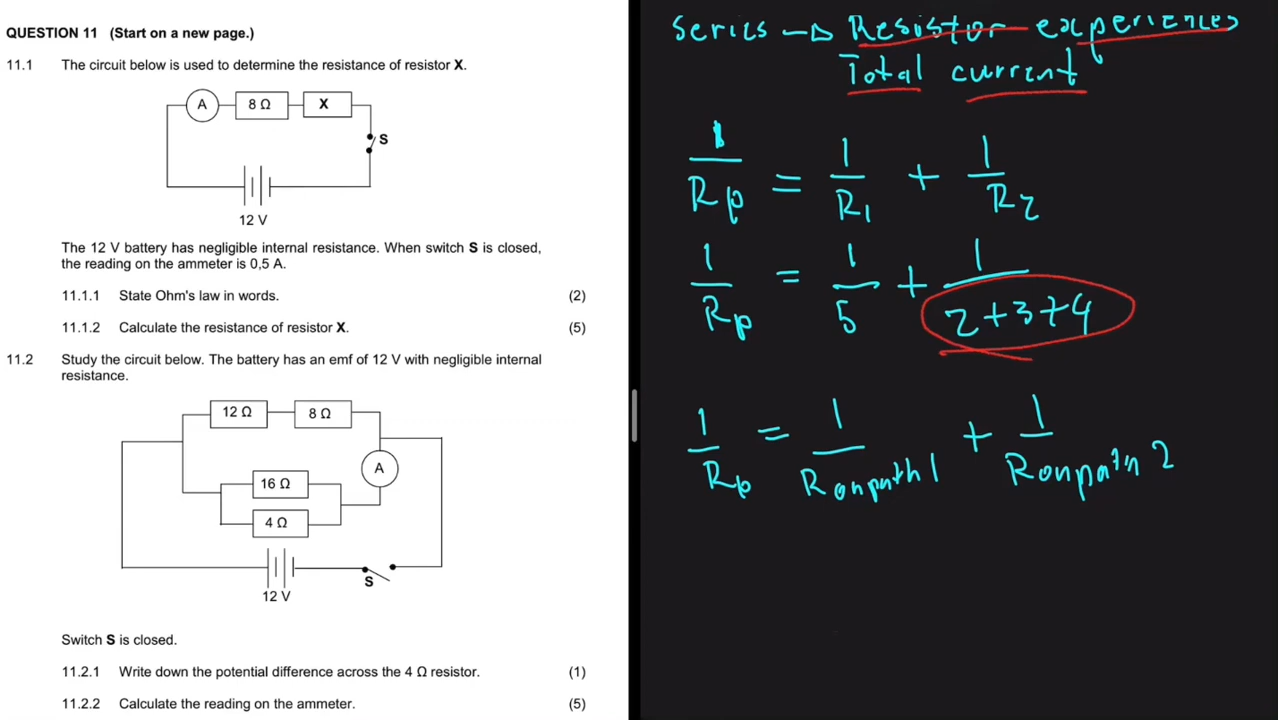 QUESTION 11 (Start on a new page.)
11.1 The circuit below is used to determine the resistance of resistor X.
A 8 Ω X
S
12 V
The 12 V battery has negligible internal resistance. When switch S is closed,
the reading on the ammeter is 0,5 A.
11.1.1 State Ohm's law in words. (2)
11.1.2 Calculate the resistance of resistor X. (5)
11.2 Study the circuit below. The battery has an emf of 12 V with negligible internal
resistance.
12 Ω 8 Ω
A
16 Ω
4 Ω
S
12 V
Switch S is closed.
11.2.1 Write down the potential difference across the 4 Ω resistor. (1)
11.2.2 Calculate the reading on the ammeter. (5)
Series → Resistor experiences
Total current
1/Rp = 1/R1 + 1/R2
1/Rp = 1/5 + 1/2+3+4
1/Rp = 1/Ronpath1 + 1/Ronpath 2